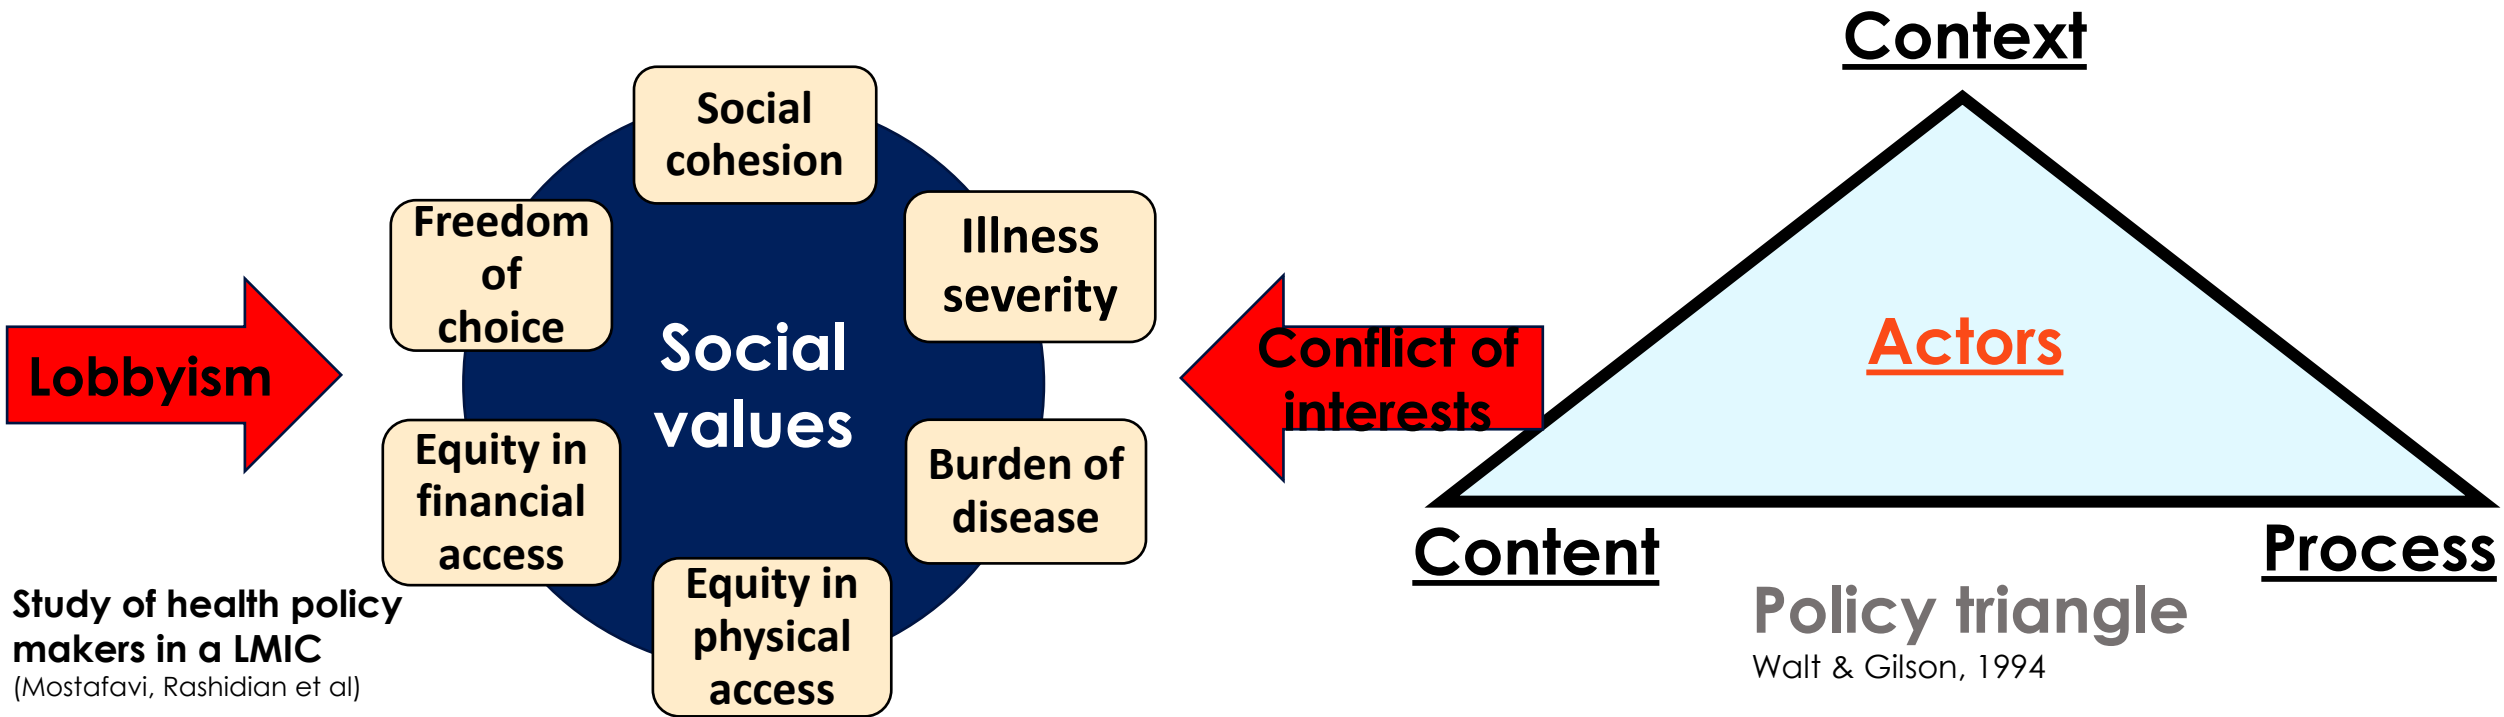 Social
cohesion
Freedom
of
choice
Illness
severity
Lobbyism
Social
values
Conflict of
interests
Equity in
financial
access
Burden of
disease
Equity in
physical
access
Study of health policy
makers in a LMIC
(Mostafavi, Rashidian et al)
Context
Actors
Content
Process
Policy triangle
Walt & Gilson, 1994